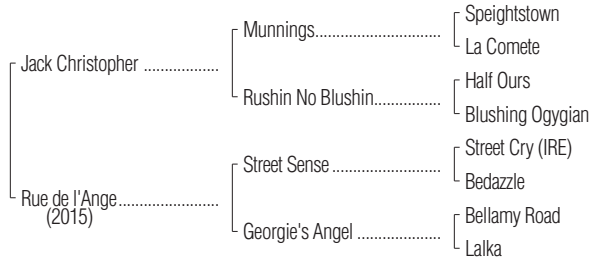 Speightstown
Munnings
La Comete
Jack Christopher
Half Ours
Rushin No Blushin
Blushing Ogygian
Street Cry (IRE)
Street Sense
Bedazzle
Rue de l'Ange
(2015)
Bellamy Road
Georgie's Angel
Lalka